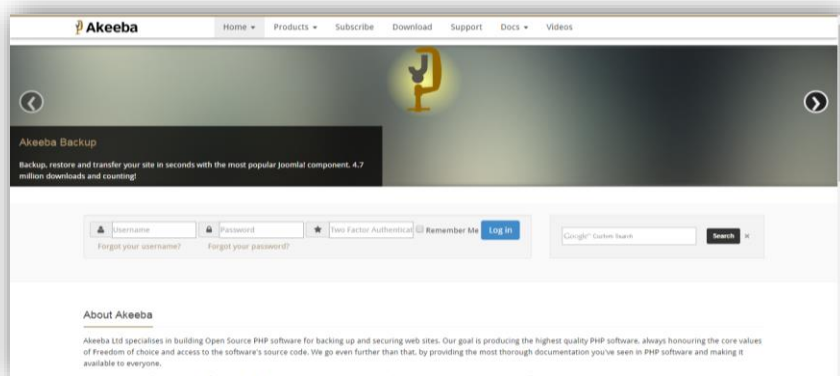 Akeeba
Home Products Subscribe Download Support Docs Videos
Akeeba Backup
Backup, restore and transfer your site in seconds with the most popular Joomla! component. 4.7
million downloads and counting!
Username Password Two Factor Authenticat Remember Me Log in
Google™ Custom Search Search ×
Forgot your username? Forgot your password?
About Akeeba
Akeeba Ltd specialises in building Open Source PHP software for backing up and securing web sites. Our goal is producing the highest quality PHP software, always honouring the core values
of Freedom of choice and access to the software's source code. We go even further than that, by providing the most thorough documentation you've seen in PHP software and making it
available to everyone.